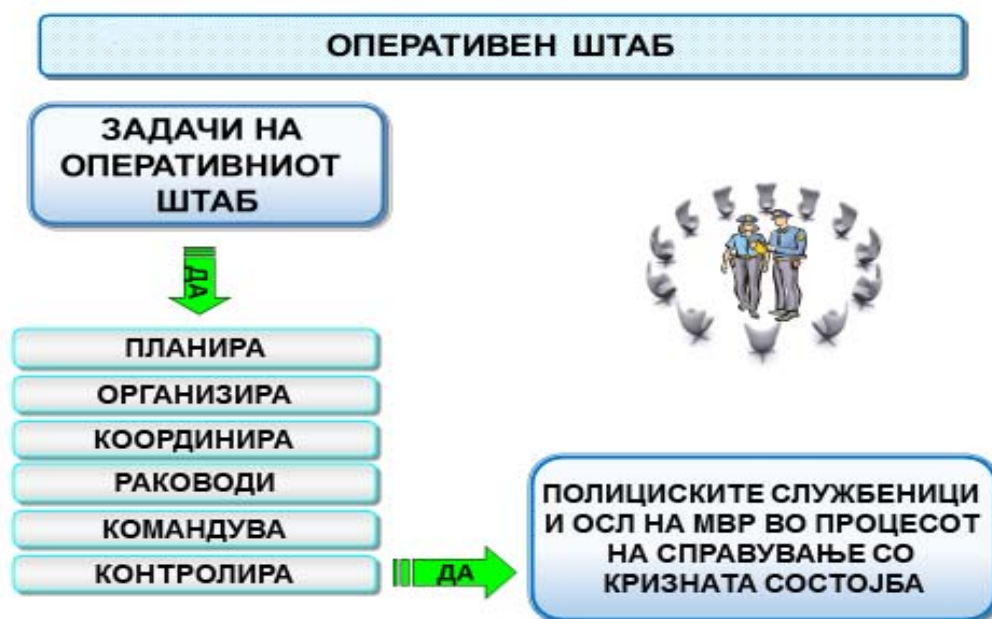 ОПЕРАТИВЕН ШТАБ
ЗАДАЧИ НА
ОПЕРАТИВНИОТ
ШТАБ
ДА
ПЛАНИРА
ОРГАНИЗИРА
КООРДИНИРА
РАКОВОДИ
КОМАНДУВА
КОНТРОЛИРА
ДА
ПОЛИЦИСКИТЕ СЛУЖБЕНИЦИ
И ОСЛ НА МВР ВО ПРОЦЕСОТ
НА СПРАВУВАЊЕ СО
КРИЗНАТА СОСТОЈБА